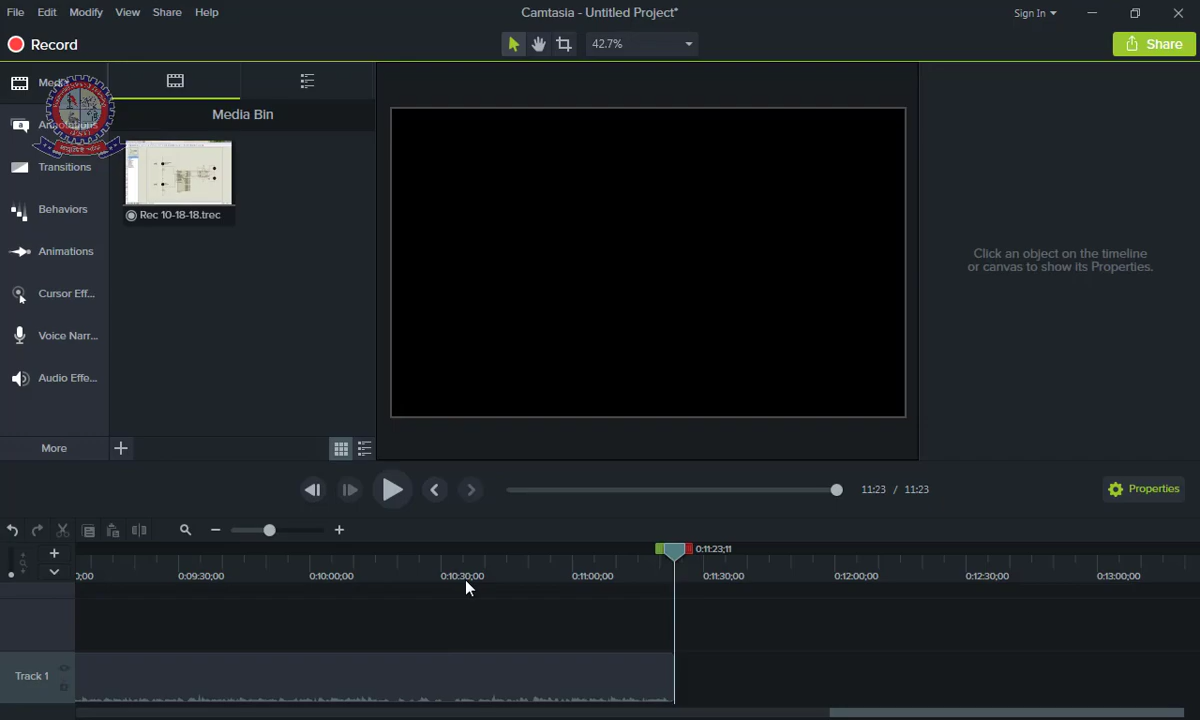 File Edit Modify View Share Help
Camtasia - Untitled Project*
Sign In
Record
42.7%
Share
Media Bin
Transitions
Rec 10-18-18.trec
Behaviors
Animations
Click an object on the timeline
or canvas to show its Properties.
Cursor Eff...
Voice Narr...
Audio Effe...
More
11:23 / 11:23
Properties
0:11:23;11
0:09:30;00 0:10:00;00 0:10:30;00 0:11:00;00 0:11:30;00 0:12:00;00 0:12:30;00 0:13:00;00
Track 1